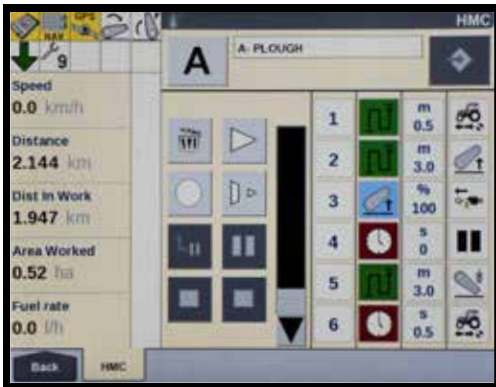 HMC
GPS
NAV
9
A
A- PLOUGH
Speed
0.0 km/h
Distance
2.144 km
Dist In Work
1.947 km
Area Worked
0.52 ha
Fuel rate
0.0 l/h
1 m 0.5
2 m 3.0
3 % 100
4 s 0
5 m 3.0
6 s 0.5
Back
HMC